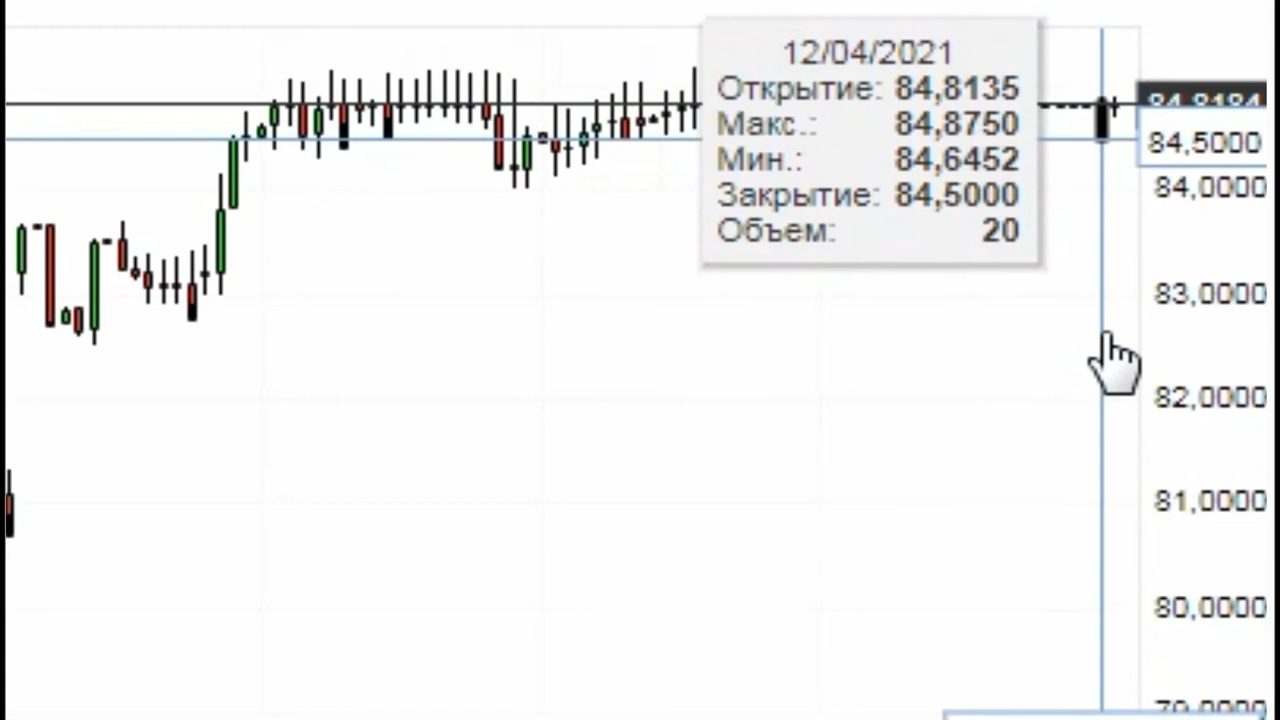 12/04/2021
Открытие: 84,8135
Макс.: 84,8750
Мин.: 84,6452
Закрытие: 84,5000
Объем: 20
84,5000
84,0000
83,0000
82,0000
81,0000
80,0000